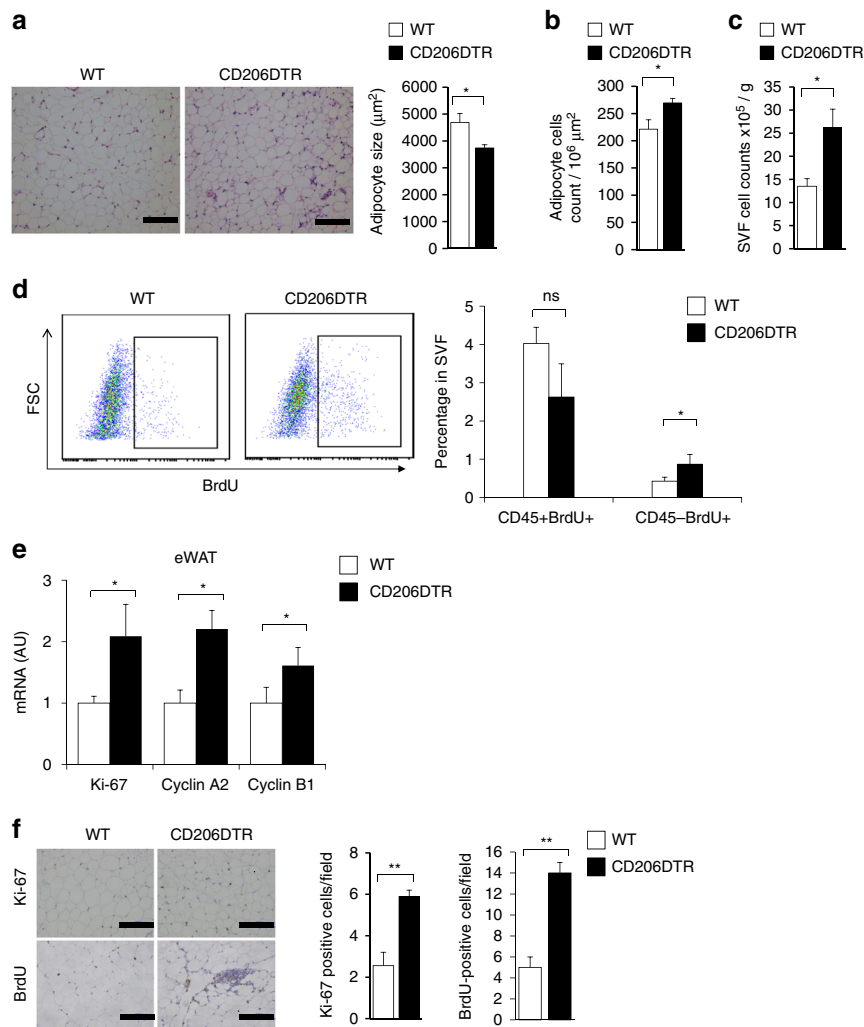 a
WT
CD206DTR
WT
CD206DTR
Adipocyte size (μm²)
6000
5000
4000
3000
2000
1000
0
*
b
WT
CD206DTR
Adipocyte cells
count / 10⁶ μm²
300
250
200
150
100
50
0
*
c
WT
CD206DTR
SVF cell counts x10⁵ / g
35
30
25
20
15
10
5
0
*
d
WT
CD206DTR
FSC
BrdU
Percentage in SVF
5
4
3
2
1
0
ns
*
CD45+BrdU+
CD45–BrdU+
WT
CD206DTR
e
eWAT
WT
CD206DTR
mRNA (AU)
3
2
1
0
*
*
*
Ki-67
Cyclin A2
Cyclin B1
f
WT
CD206DTR
Ki-67
BrdU
Ki-67 positive cells/field
8
6
4
2
0
**
BrdU-positive cells/field
16
14
12
10
8
6
4
2
0
**
WT
CD206DTR